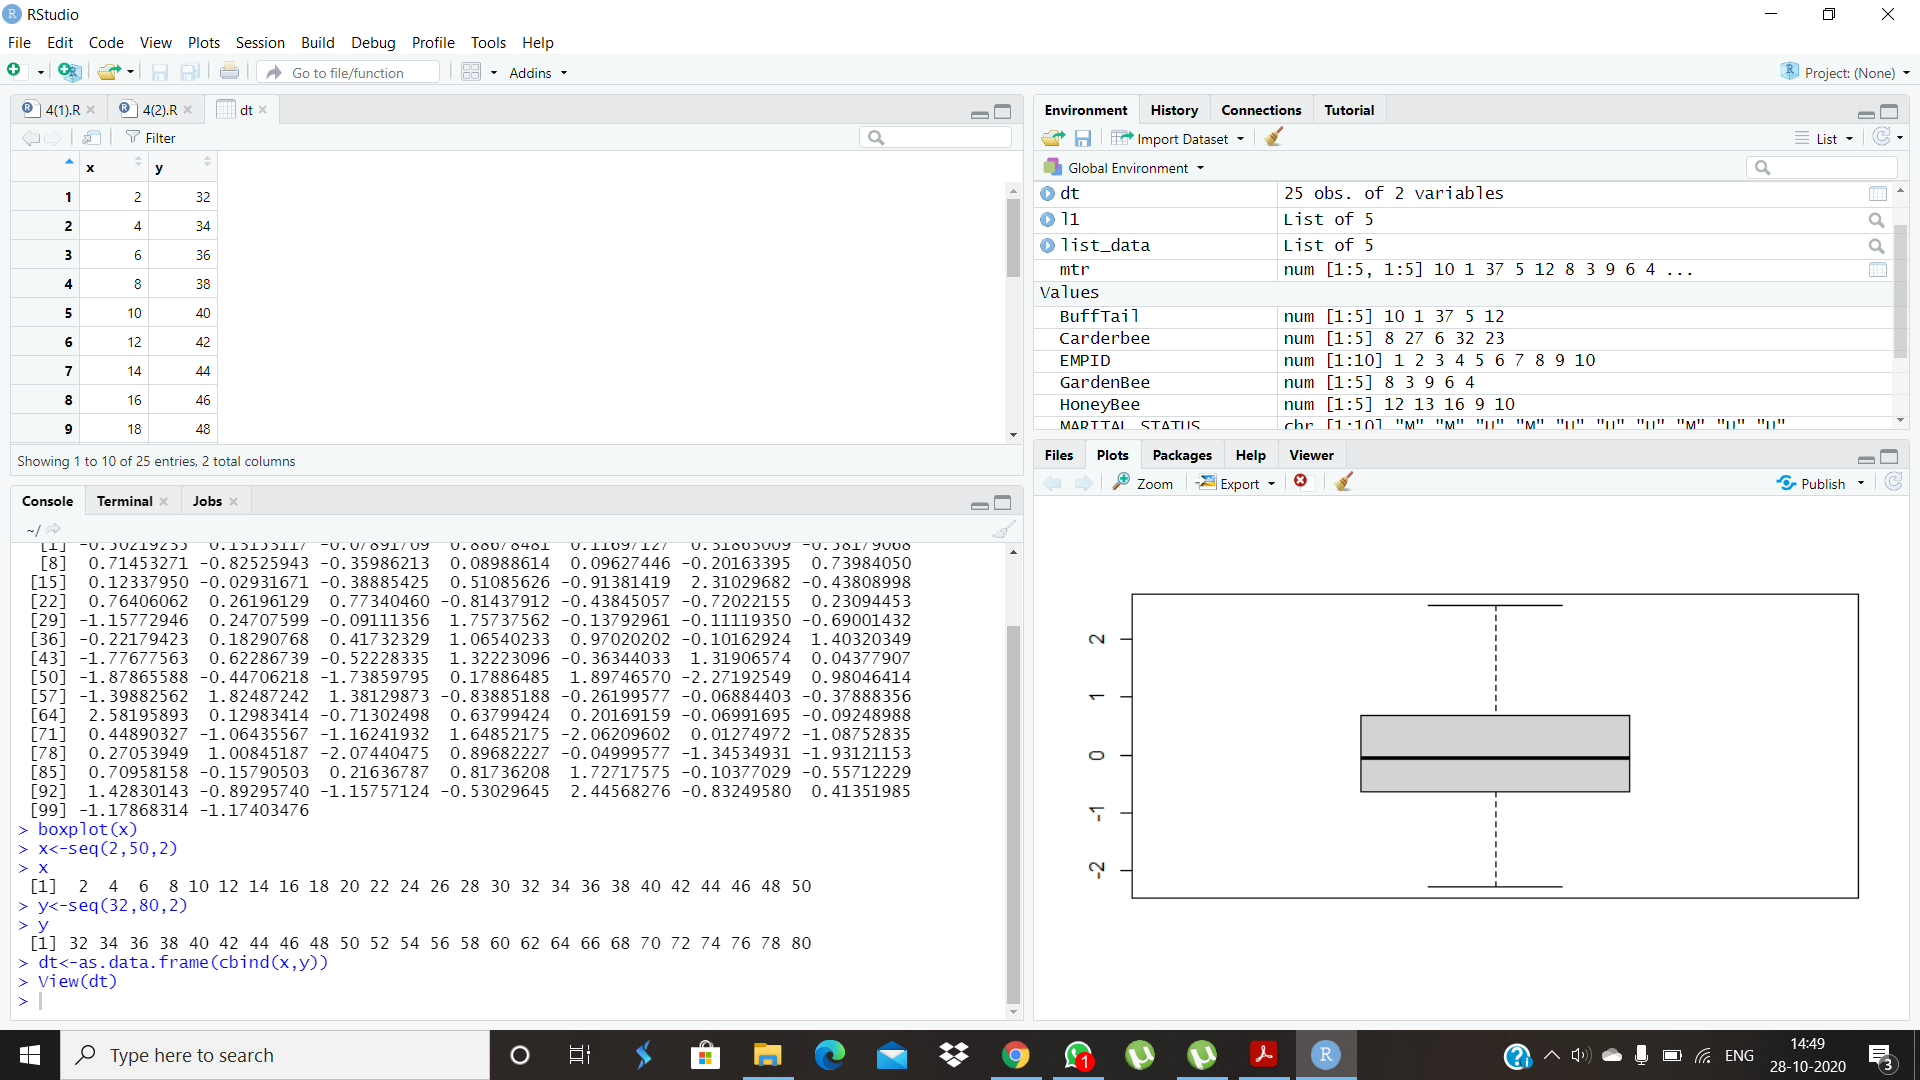 RStudio
File Edit Code View Plots Session Build Debug Profile Tools Help
Go to file/function Addins Project: (None)
4(1).R 4(2).R dt
Filter
x y
1 2 32
2 4 34
3 6 36
4 8 38
5 10 40
6 12 42
7 14 44
8 16 46
9 18 48
Showing 1 to 10 of 25 entries, 2 total columns
Console Terminal Jobs
~/
[1] -0.50219235 0.13153117 -0.07891709 0.88678481 0.11697127 0.31863009 -0.58179068
[8] 0.71453271 -0.82525943 -0.35986213 0.08988614 0.09627446 -0.20163395 0.73984050
[15] 0.12337950 -0.02931671 -0.38885425 0.51085626 -0.91381419 2.31029682 -0.43808998
[22] 0.76406062 0.26196129 0.77340460 -0.81437912 -0.43845057 -0.72022155 0.23094453
[29] -1.15772946 0.24707599 -0.09111356 1.75737562 -0.13792961 -0.11119350 -0.69001432
[36] -0.22179423 0.18290768 0.41732329 1.06540233 0.97020202 -0.10162924 1.40320349
[43] -1.77677563 0.62286739 -0.52228335 1.32223096 -0.36344033 1.31906574 0.04377907
[50] -1.87865588 -0.44706218 -1.73859795 0.17886485 1.89746570 -2.27192549 0.98046414
[57] -1.39882562 1.82487242 1.38129873 -0.83885188 -0.26199577 -0.06884403 -0.37888356
[64] 2.58195893 0.12983414 -0.71302498 0.63799424 0.20169159 -0.06991695 -0.09248988
[71] 0.44890327 -1.06435567 -1.16241932 1.64852175 -2.06209602 0.01274972 -1.08752835
[78] 0.27053949 1.00845187 -2.07440475 0.89682227 -0.04999577 -1.34534931 -1.93121153
[85] 0.70958158 -0.15790503 0.21636787 0.81736208 1.72717575 -0.10377029 -0.55712229
[92] 1.42830143 -0.89295740 -1.15757124 -0.53029645 2.44568276 -0.83249580 0.41351985
[99] -1.17868314 -1.17403476
> boxplot(x)
> x<-seq(2,50,2)
> x
[1] 2 4 6 8 10 12 14 16 18 20 22 24 26 28 30 32 34 36 38 40 42 44 46 48 50
> y<-seq(32,80,2)
> y
[1] 32 34 36 38 40 42 44 46 48 50 52 54 56 58 60 62 64 66 68 70 72 74 76 78 80
> dt<-as.data.frame(cbind(x,y))
> View(dt)
>
Environment History Connections Tutorial
Import Dataset List
Global Environment
dt 25 obs. of 2 variables
l1 List of 5
list_data List of 5
mtr num [1:5, 1:5] 10 1 37 5 12 8 3 9 6 4 ...
Values
BuffTail num [1:5] 10 1 37 5 12
Carderbee num [1:5] 8 27 6 32 23
EMPID num [1:10] 1 2 3 4 5 6 7 8 9 10
GardenBee num [1:5] 8 3 9 6 4
HoneyBee num [1:5] 12 13 16 9 10
MARITAL_STATUS chr [1:10] "M" "M" "U" "M" "U" "U" "U" "M" "U" "U"
Files Plots Packages Help Viewer
Zoom Export Publish
2
1
0
-1
-2
Type here to search
1
ENG
14:49
28-10-2020
3